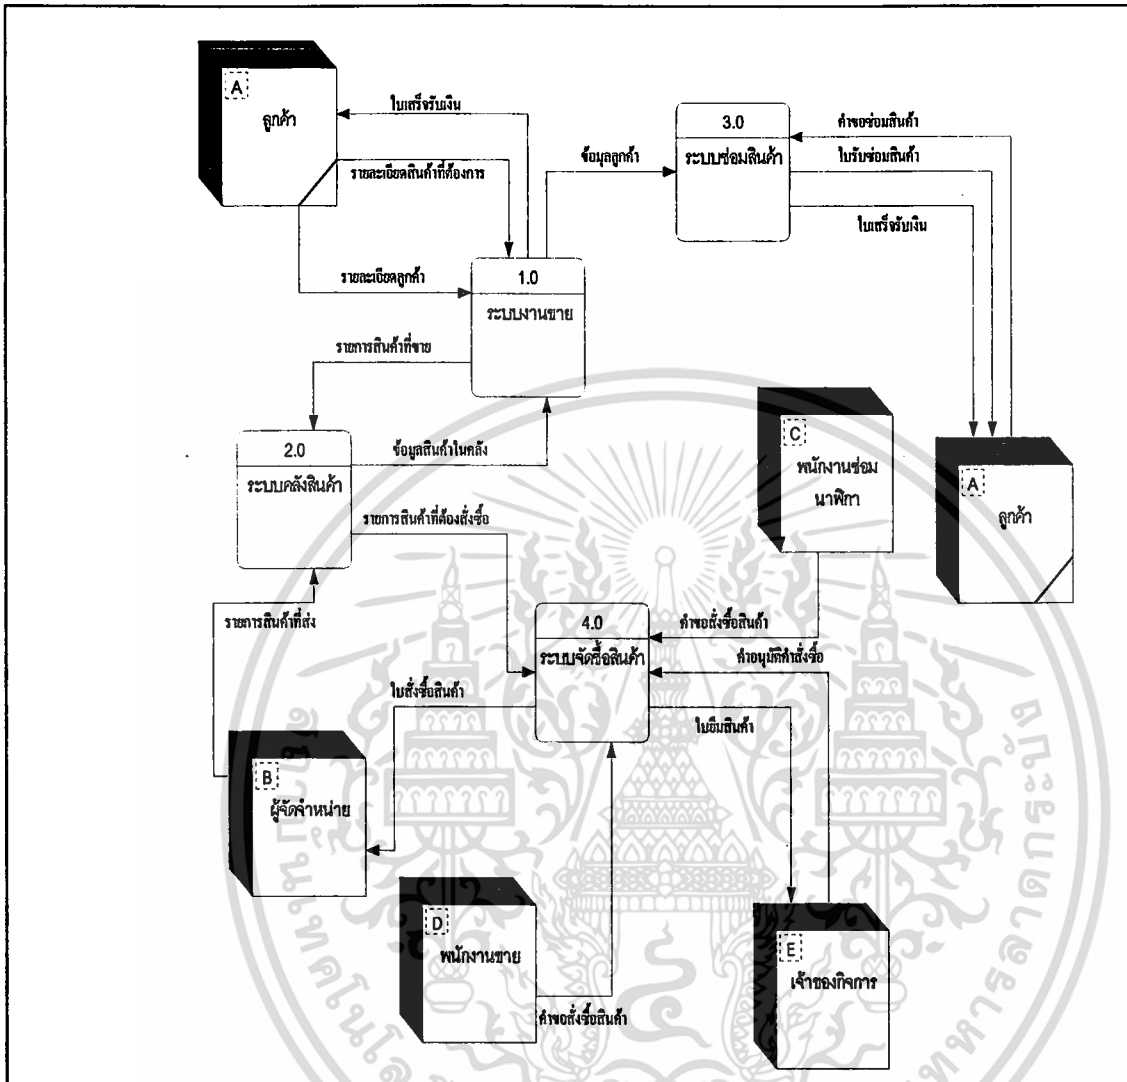 A
ลูกค้า
ใบเสร็จรับเงิน
รายละเอียดสินค้าที่ต้องการ
รายละเอียดลูกค้า
ข้อมูลลูกค้า
3.0
ระบบซ่อมสินค้า
คำขอซ่อมสินค้า
ใบรับซ่อมสินค้า
ใบเสร็จรับเงิน
1.0
ระบบงานขาย
รายการสินค้าที่ขาย
2.0
ระบบคลังสินค้า
ข้อมูลสินค้าในคลัง
รายการสินค้าที่ต้องสั่งซื้อ
C
พนักงานซ่อม
นาฬิกา
A
ลูกค้า
รายการสินค้าที่ส่ง
4.0
ระบบจัดซื้อสินค้า
คำขอสั่งซื้อสินค้า
คำอนุมัติคำสั่งซื้อ
ใบสั่งซื้อสินค้า
ใบยืมสินค้า
B
ผู้จัดจำหน่าย
D
พนักงานขาย
คำขอสั่งซื้อสินค้า
E
เจ้าของกิจการ